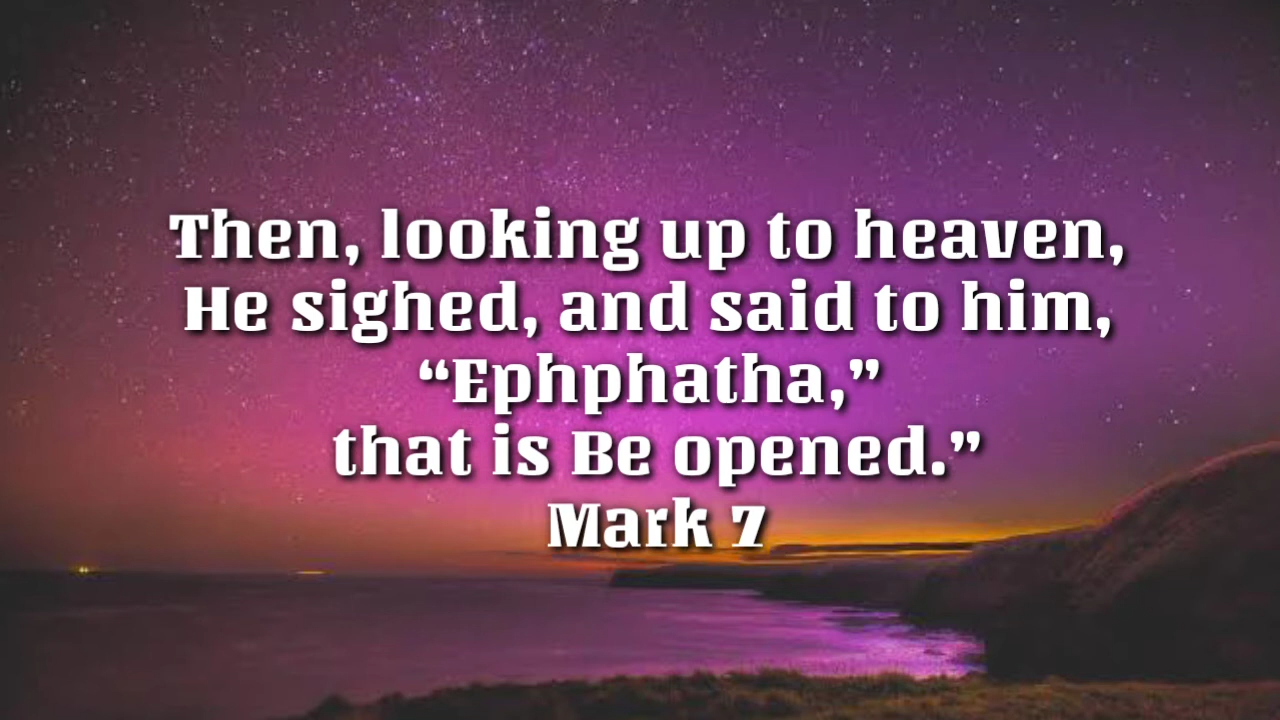 Then, looking up to heaven,
He sighed, and said to him,
“Ephphatha,”
that is Be opened.”
Mark 7